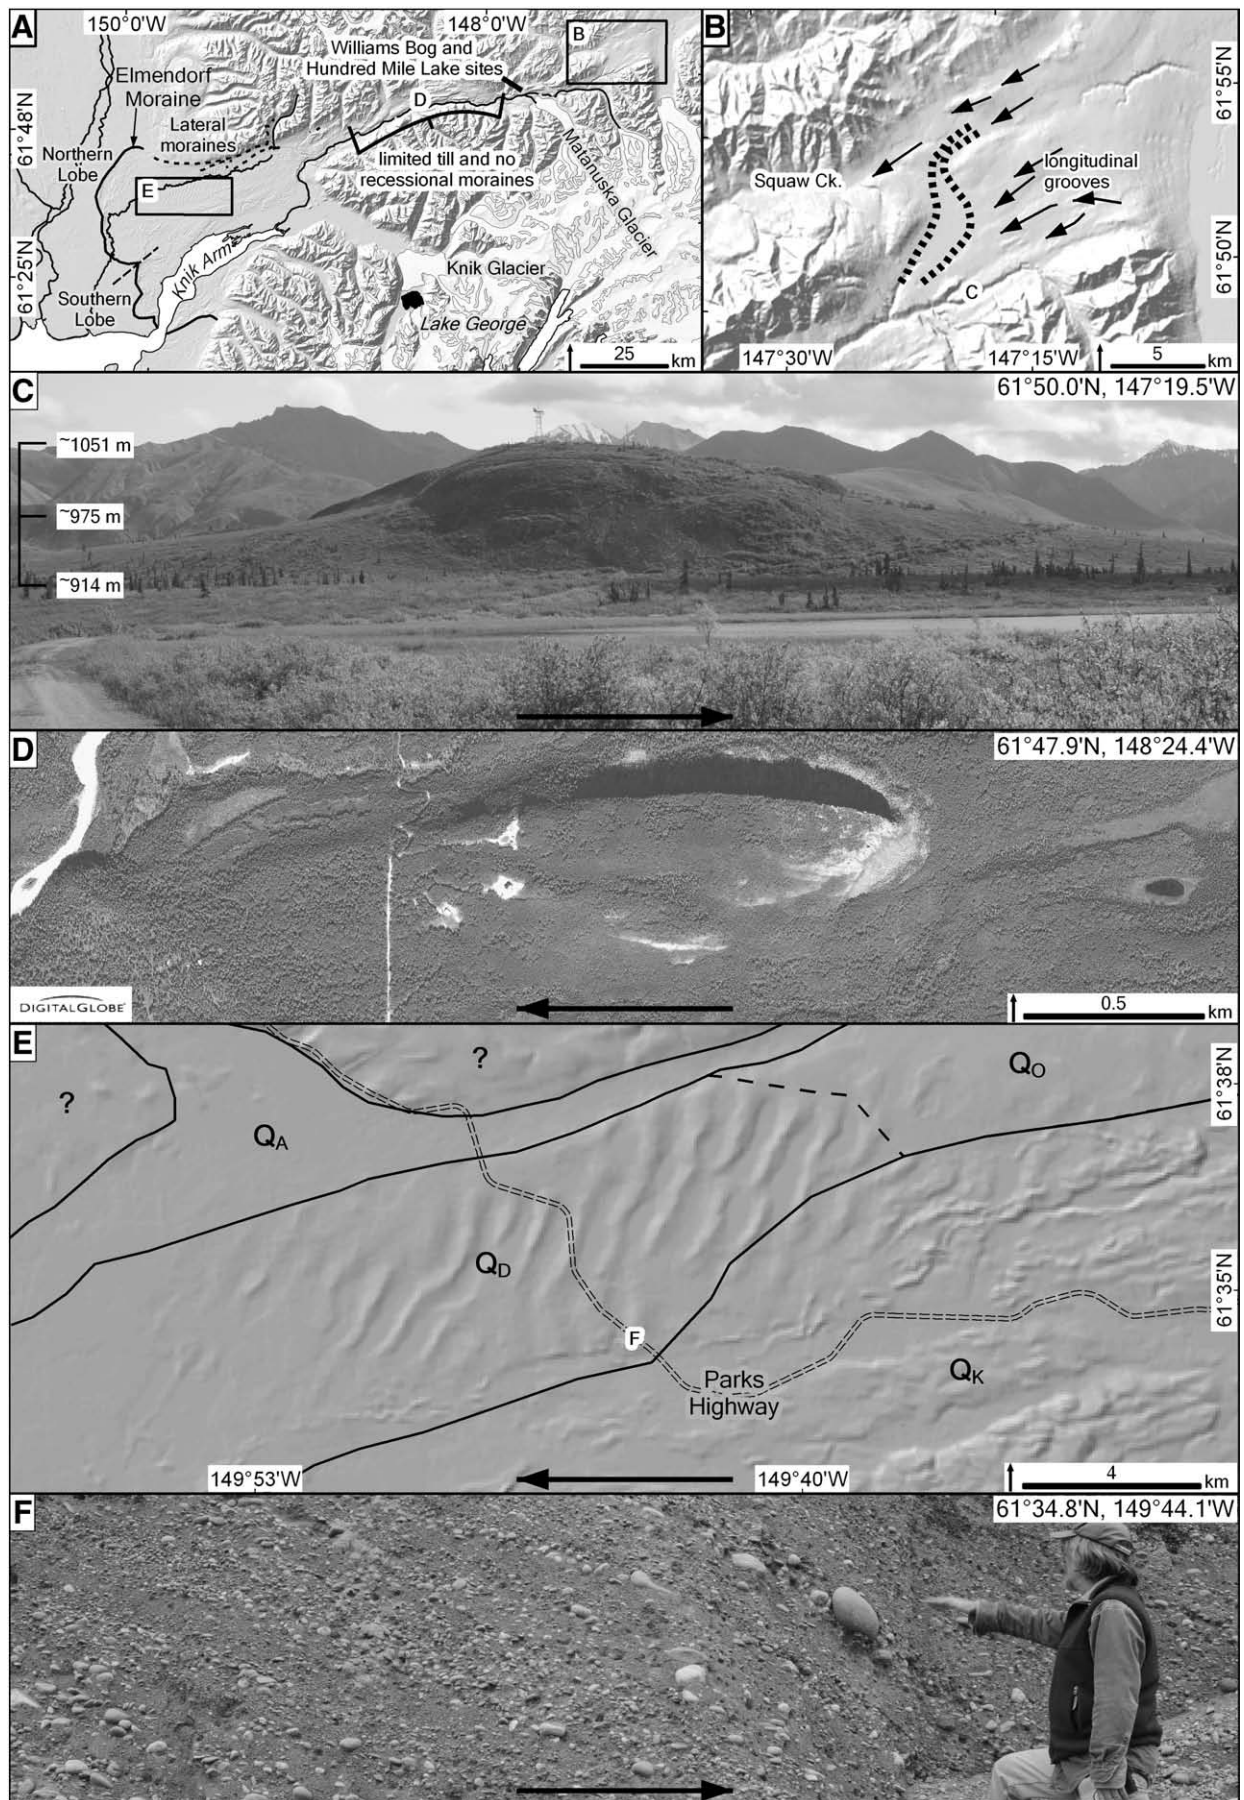 A
150°0'W
148°0'W
61°48'N
61°25'N
Elmendorf
Moraine
Lateral
moraines
Northern
Lobe
E
Southern
Lobe
Knik Arm
Williams Bog and
Hundred Mile Lake sites
D
limited till and no
recessional moraines
B
Matanuska Glacier
Knik Glacier
Lake George
25 km
B
61°55'N
61°50'N
Squaw Ck.
longitudinal
grooves
C
147°30'W
147°15'W
5 km
C
61°50.0'N, 147°19.5'W
~1051 m
~975 m
~914 m
D
61°47.9'N, 148°24.4'W
DIGITALGLOBE
0.5 km
E
?
?
QA
QO
QD
QK
F
Parks
Highway
61°38'N
61°35'N
149°53'W
149°40'W
4 km
F
61°34.8'N, 149°44.1'W